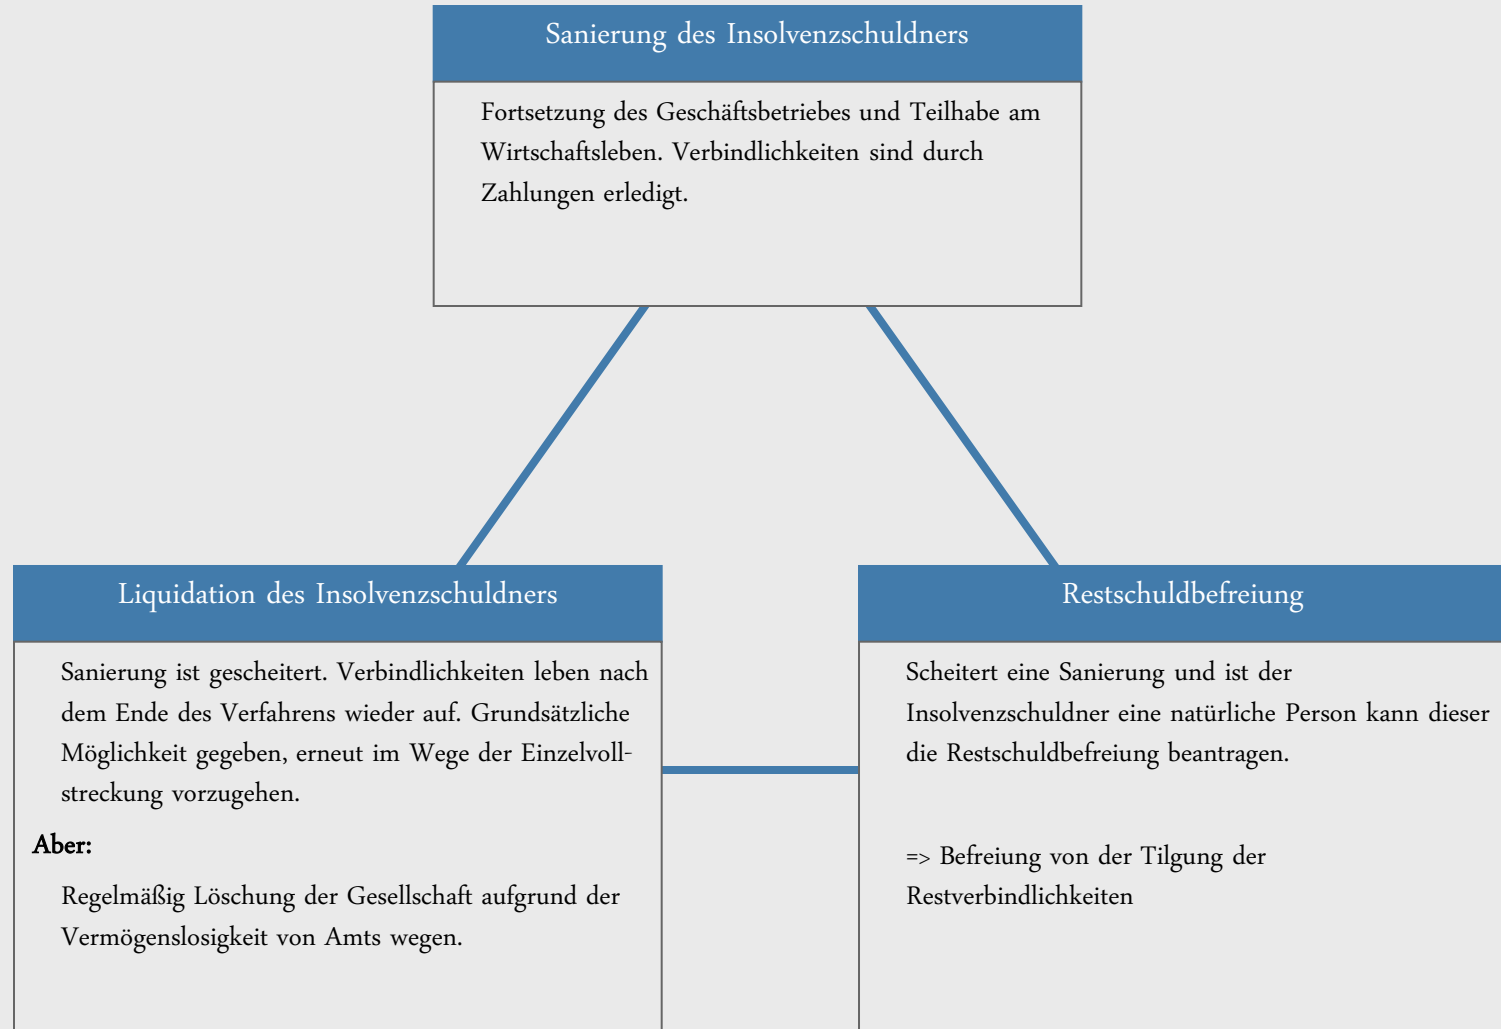 Sanierung des Insolvenzschuldners
Fortsetzung des Geschäftsbetriebes und Teilhabe am
Wirtschaftsleben. Verbindlichkeiten sind durch
Zahlungen erledigt.
Liquidation des Insolvenzschuldners
Sanierung ist gescheitert. Verbindlichkeiten leben nach
dem Ende des Verfahrens wieder auf. Grundsätzliche
Möglichkeit gegeben, erneut im Wege der Einzelvoll-
streckung vorzugehen.
Aber:
Regelmäßig Löschung der Gesellschaft aufgrund der
Vermögenslosigkeit von Amts wegen.
Restschuldbefreiung
Scheitert eine Sanierung und ist der
Insolvenzschuldner eine natürliche Person kann dieser
die Restschuldbefreiung beantragen.
=> Befreiung von der Tilgung der
Restverbindlichkeiten